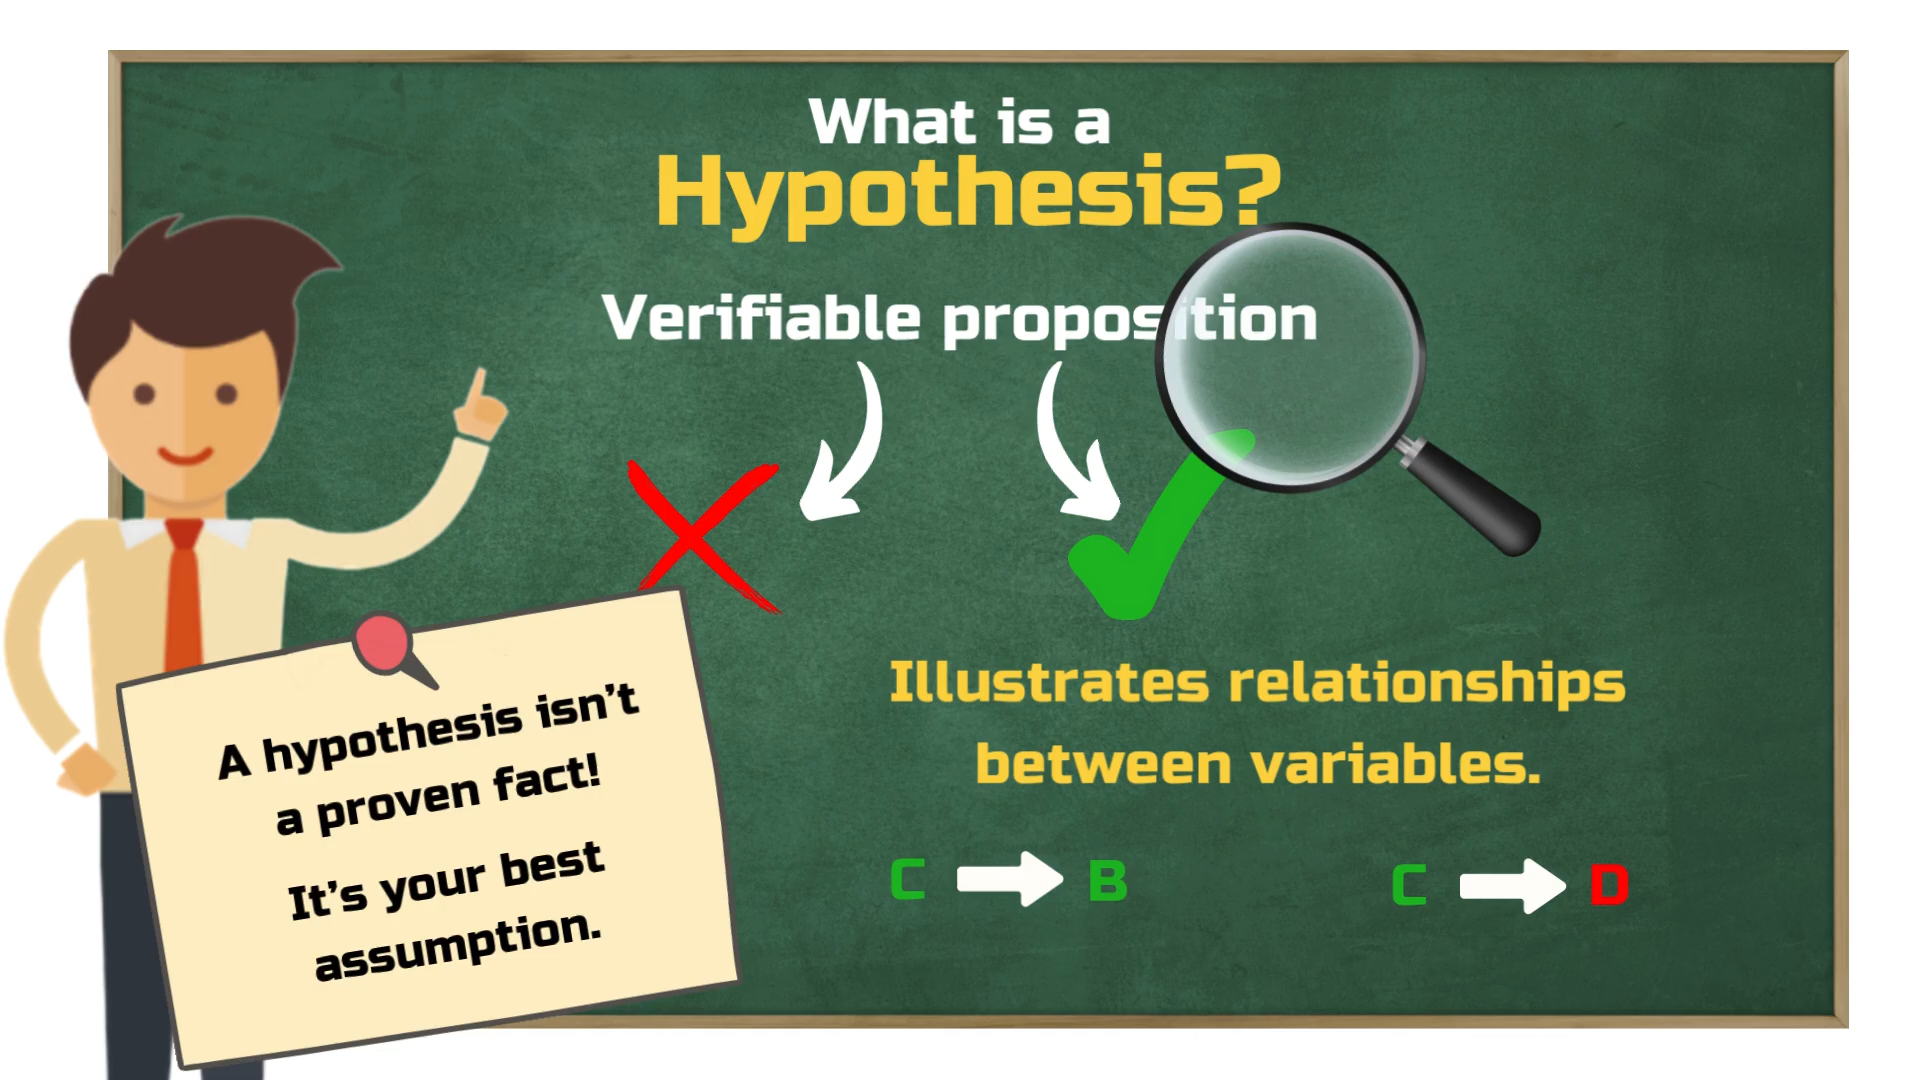 What is a
Hypothesis?
Verifiable proposition
Illustrates relationships
between variables.
C B
C D
A hypothesis isn't
a proven fact!
It's your best
assumption.